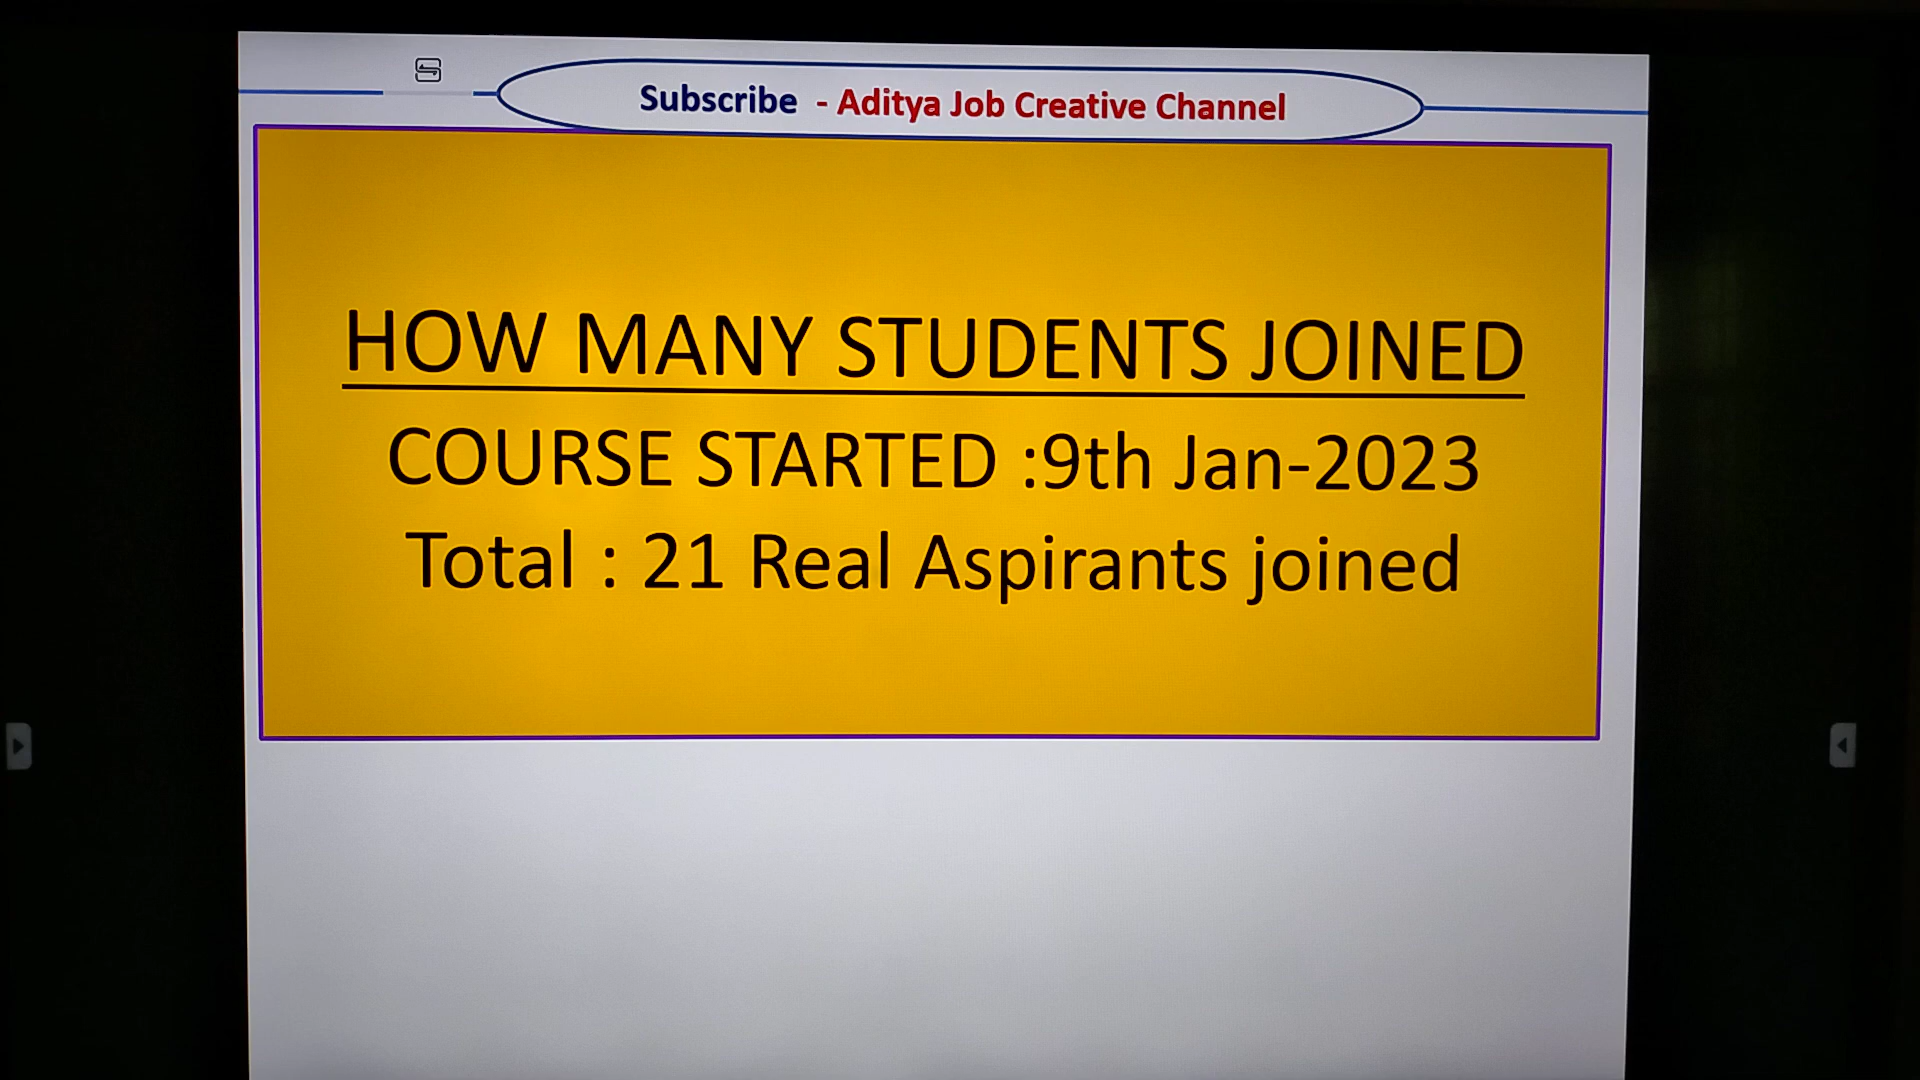 Subscribe - Aditya Job Creative Channel
HOW MANY STUDENTS JOINED
COURSE STARTED :9th Jan-2023
Total : 21 Real Aspirants joined